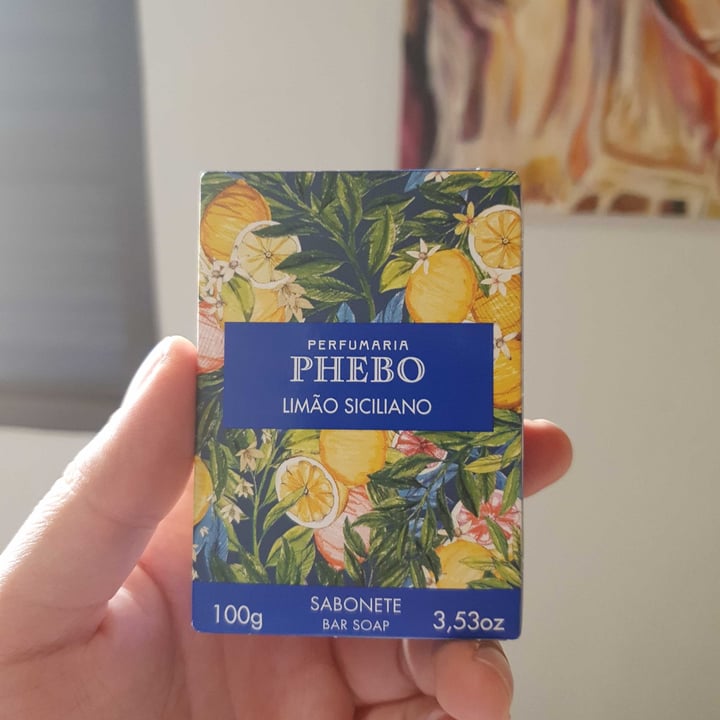 PERFUMARIA
PHEBO
LIMÃO SICILIANO
SABONETE
100g BAR SOAP 3,53oz